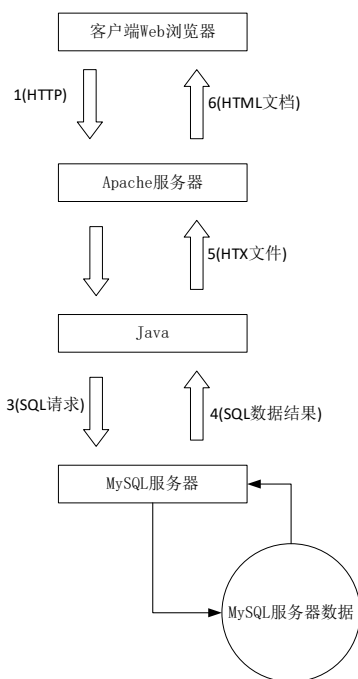 客户端Web浏览器
1(HTTP)
6(HTML文档)
Apache服务器
5(HTX文件)
Java
3(SQL请求)
4(SQL数据结果)
MySQL服务器
MySQL服务器数据